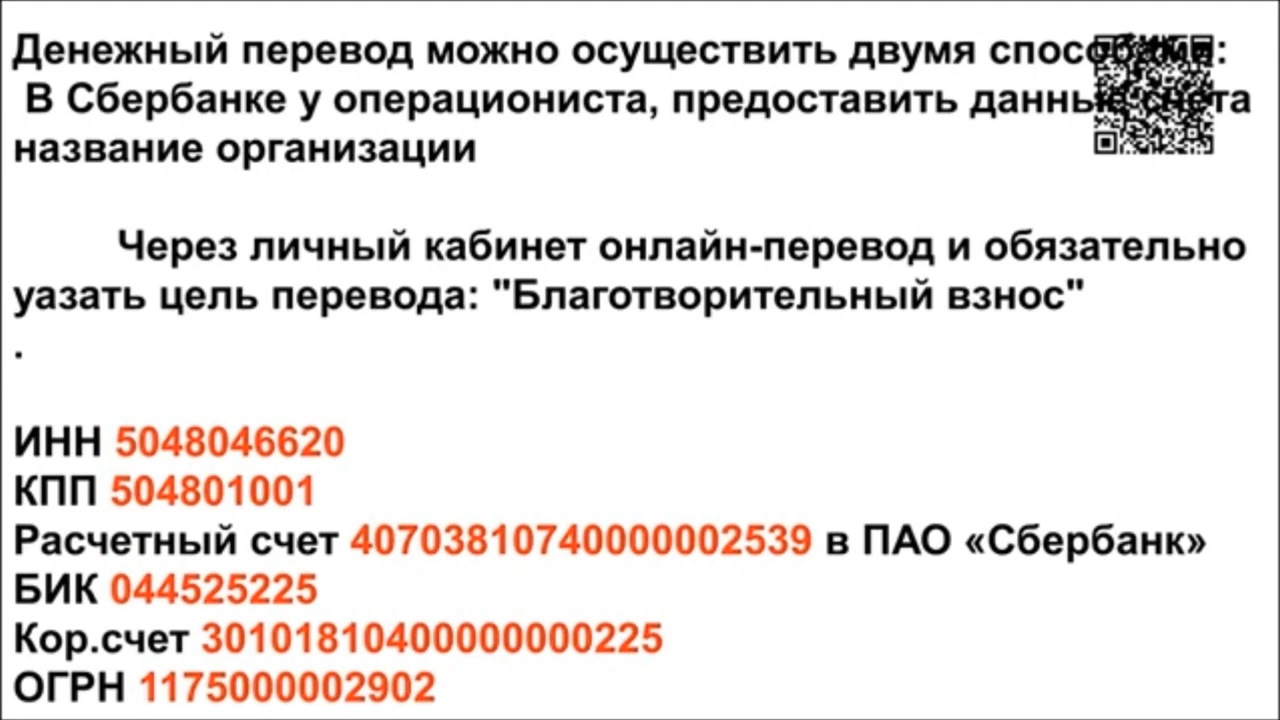 Денежный перевод можно осуществить двумя способами:
В Сбербанке у операциониста, предоставить данные счета
название организации
Через личный кабинет онлайн-перевод и обязательно
уазать цель перевода: "Благотворительный взнос"
.
ИНН 5048046620
КПП 504801001
Расчетный счет 40703810740000002539 в ПАО «Сбербанк»
БИК 044525225
Кор.счет 30101810400000000225
ОГРН 1175000002902